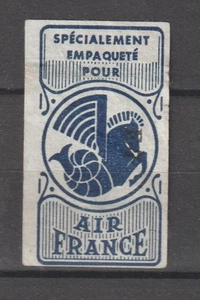 SPÉCIALEMENT
EMPAQUETÉ
POUR
AIR
FRANCE